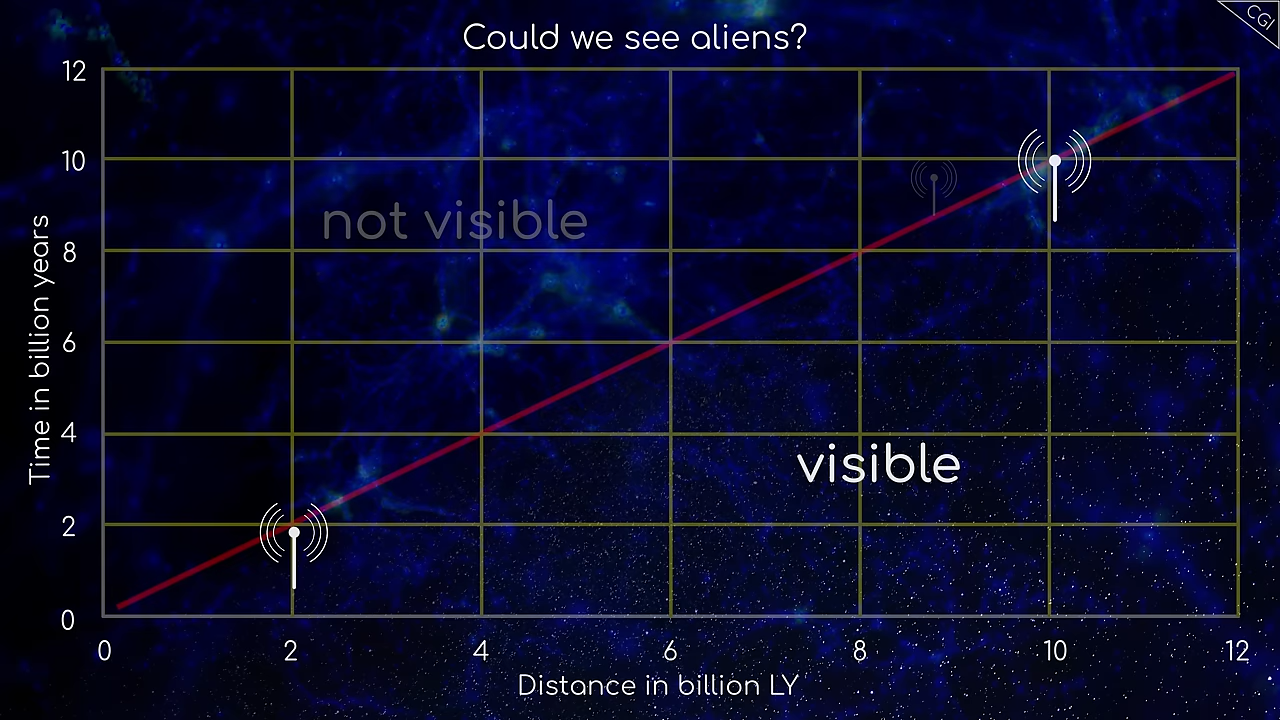 Could we see aliens?
CGI
12
10
8
6
4
2
0
Time in billion years
not visible
visible
0 2 4 6 8 10 12
Distance in billion LY